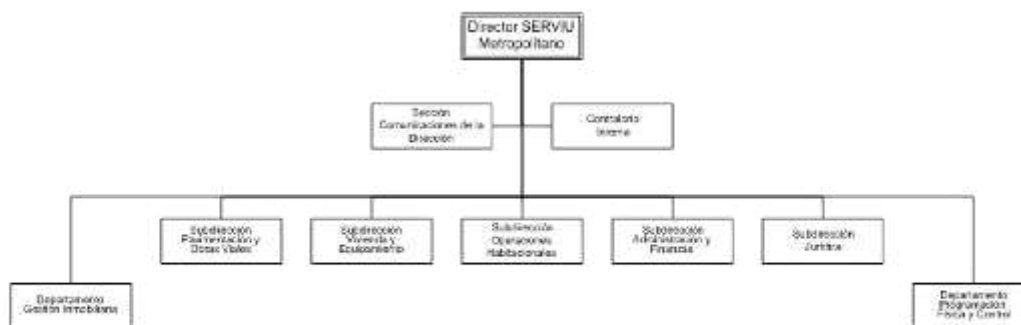 Director SERVIU
Metropolitano
Sección
Comunicaciones de la
Dirección
Contraloría
Interna
Subdirección
Pavimentación y
Obras Viales
Subdirección
Vivienda y
Equipamiento
Subdirección
Operaciones
Habitacionales
Subdirección
Administración y
Finanzas
Subdirección
Jurídica
Departamento
Gestión Inmobiliaria
Departamento
Programación
Física y Control